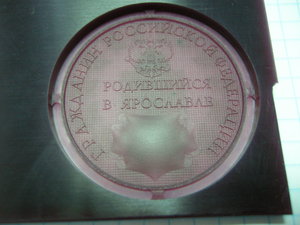 ГРАЖДАНИН РОССИЙСКОЙ ФЕДЕРАЦИИ
РОДИВШИЙСЯ
В ЯРОСЛАВЛЕ